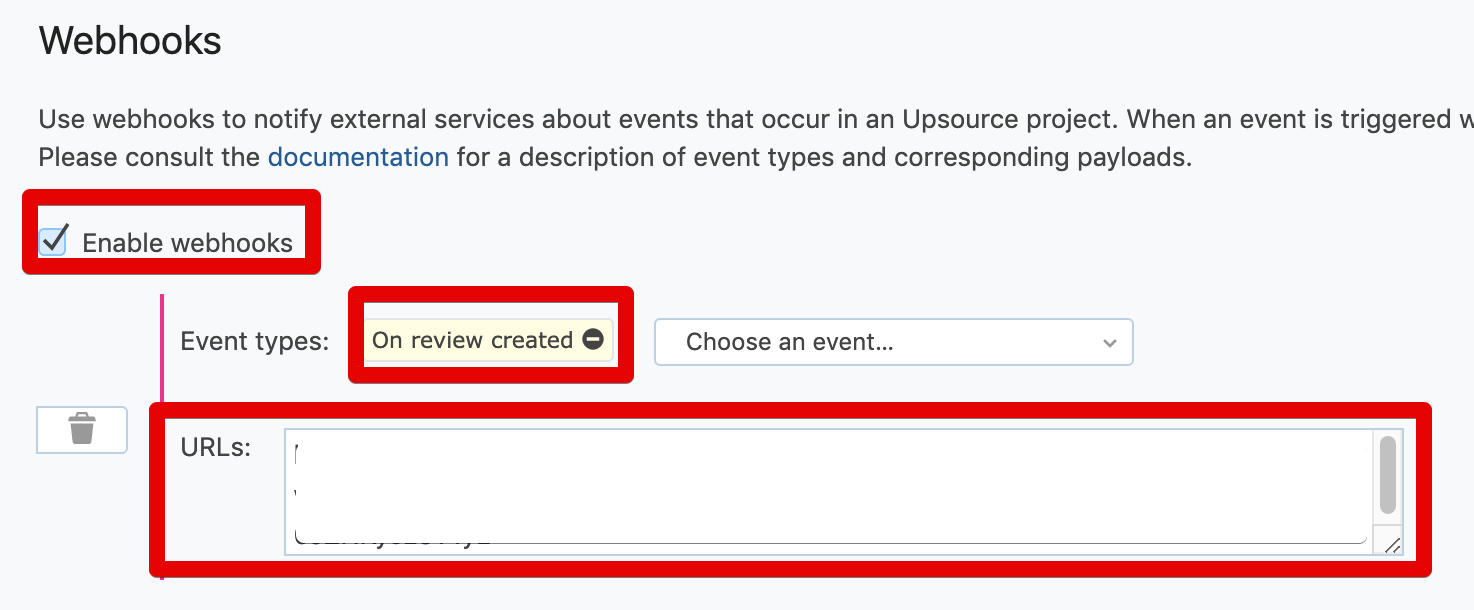 Webhooks
Use webhooks to notify external services about events that occur in an Upsource project. When an event is triggered w
Please consult the documentation for a description of event types and corresponding payloads.
Enable webhooks
Event types: On review created Choose an event...
URLs: